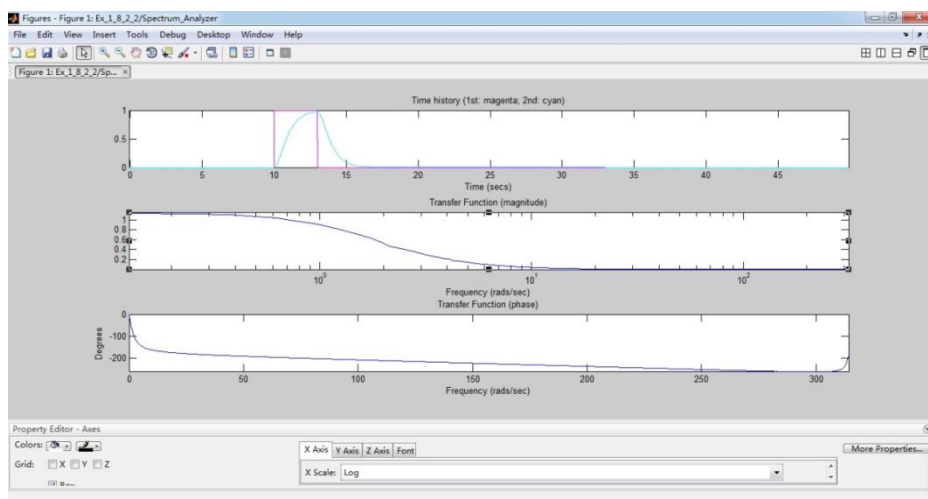 Figures - Figure 1: Ex_1_8_2_2/Spectrum_Analyzer
File Edit View Insert Tools Debug Desktop Window Help
Figure 1: Ex_1_8_2_2/Sp...
Time history (1st: magenta; 2nd: cyan)
1
0.5
0
0 5 10 15 20 25 30 35 40 45
Time (secs)
Transfer Function (magnitude)
1
0.8
0.6
0.4
0.2
10^0 10^1 10^2
Frequency (rads/sec)
Transfer Function (phase)
0
-100
-200
Degrees
0 50 100 150 200 250 300
Frequency (rads/sec)
Property Editor - Axes
Colors:
X Axis Y Axis Z Axis Font
More Properties...
Grid: X Y Z
X Scale: Log